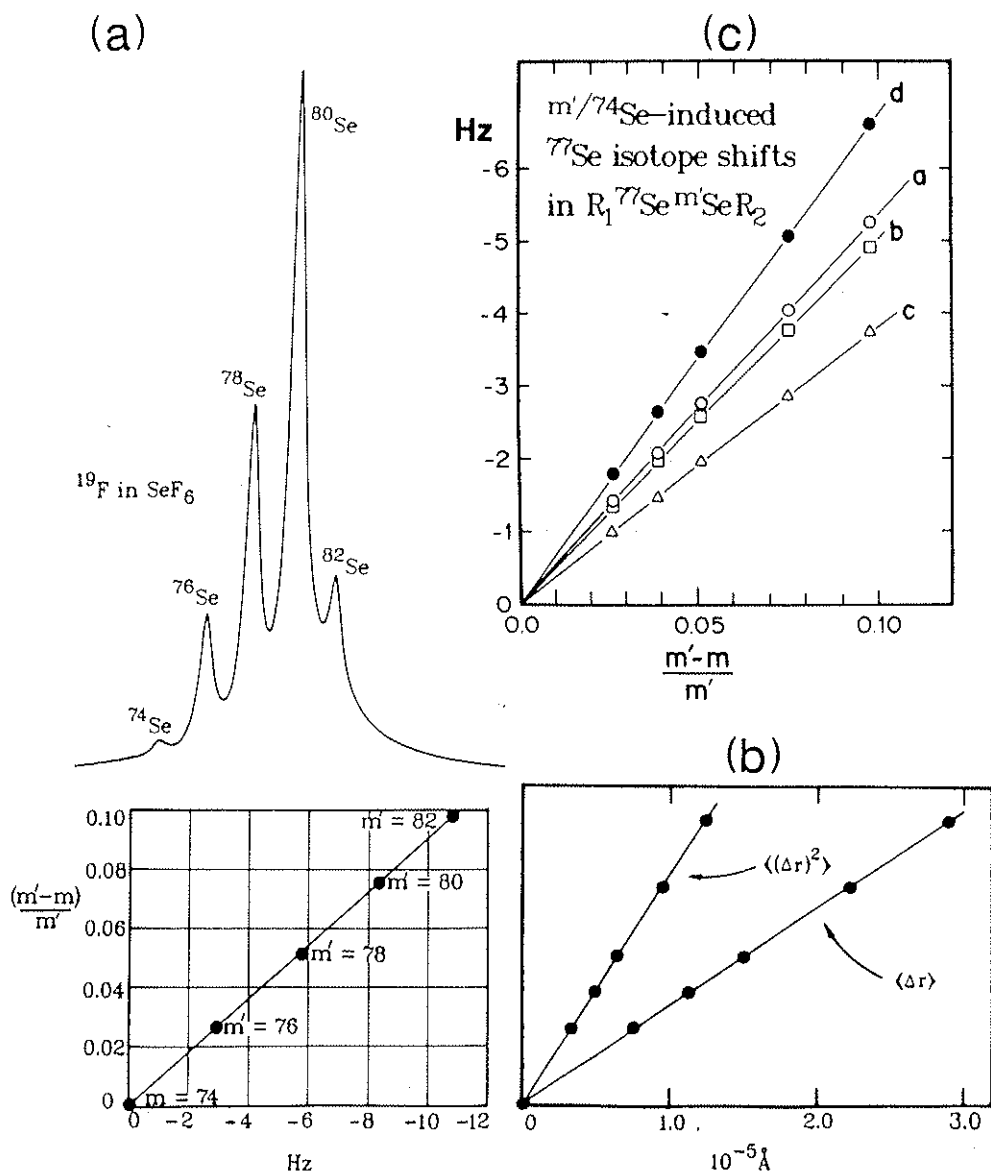 (a)
⁸⁰Se
⁷⁸Se
¹⁹F in SeF₆
⁸²Se
⁷⁶Se
⁷⁴Se
0.10
0.08
0.06
0.04
0.02
0
(m′−m)
m′
m′ = 82
m′ = 80
m′ = 78
m′ = 76
m = 74
0 −2 −4 −6 −8 −10 −12
Hz
(c)
Hz
m′/74Se−induced
⁷⁷Se isotope shifts
in R₁⁷⁷Seᵐ′SeR₂
d
a
b
c
-6
-5
-4
-3
-2
-1
0
0.0 0.05 0.10
m′-m
m′
(b)
⟨(Δr)²⟩
⟨Δr⟩
0 1.0 2.0 3.0
10⁻⁵Å